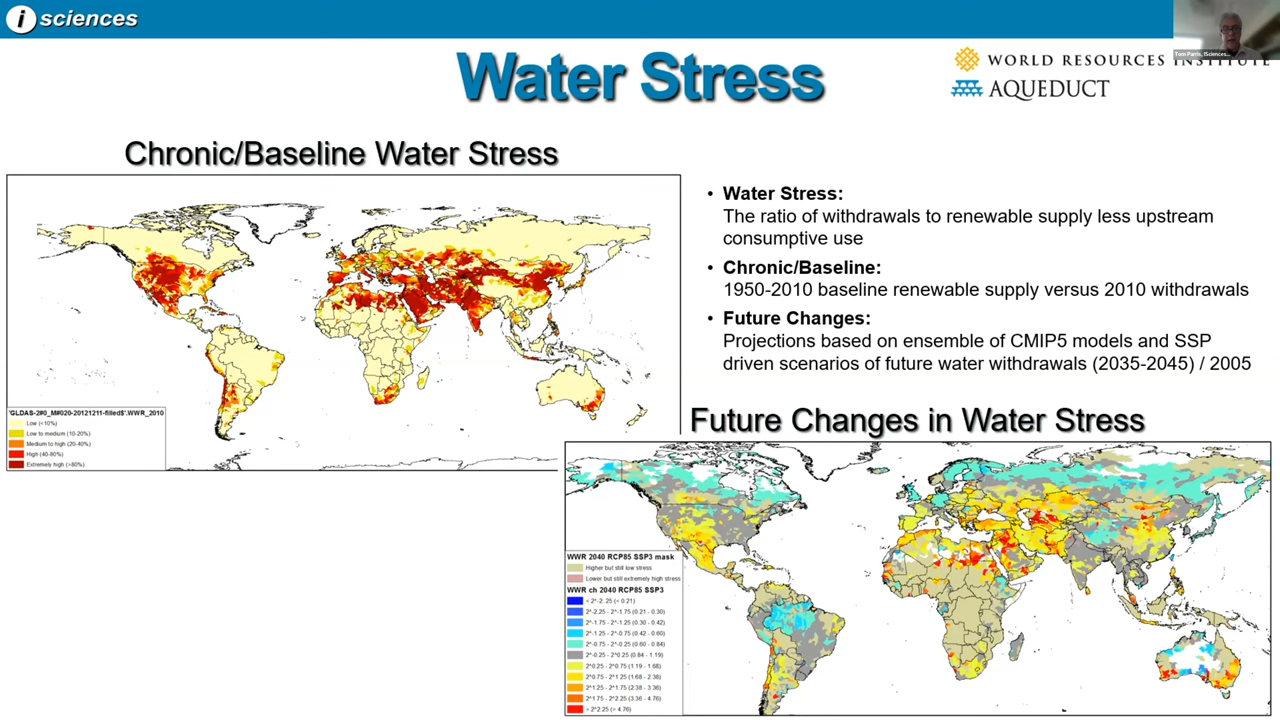 i sciences
Tom Parris, ISciences...
Water Stress
WORLD RESOURCES INSTITUTE
AQUEDUCT
Chronic/Baseline Water Stress
'GLDAS-2#0_M#020-20121211-filled$'.WWR_2010
Low (<10%)
Low to medium (10-20%)
Medium to high (20-40%)
High (40-80%)
Extremely high (>80%)
• Water Stress:
The ratio of withdrawals to renewable supply less upstream
consumptive use
• Chronic/Baseline:
1950-2010 baseline renewable supply versus 2010 withdrawals
• Future Changes:
Projections based on ensemble of CMIP5 models and SSP
driven scenarios of future water withdrawals (2035-2045) / 2005
Future Changes in Water Stress
WWR 2040 RCP85 SSP3 mask
Higher but still low stress
Lower but still extremely high stress
WWR ch 2040 RCP85 SSP3
< 2^-2.25 (< 0.21)
2^-2.25 - 2^-1.75 (0.21 - 0.30)
2^-1.75 - 2^-1.25 (0.30 - 0.42)
2^-1.25 - 2^-0.75 (0.42 - 0.60)
2^-0.75 - 2^-0.25 (0.60 - 0.84)
2^-0.25 - 2^0.25 (0.84 - 1.19)
2^0.25 - 2^0.75 (1.19 - 1.68)
2^0.75 - 2^1.25 (1.68 - 2.38)
2^1.25 - 2^1.75 (2.38 - 3.36)
2^1.75 - 2^2.25 (3.36 - 4.76)
> 2^2.25 (> 4.76)